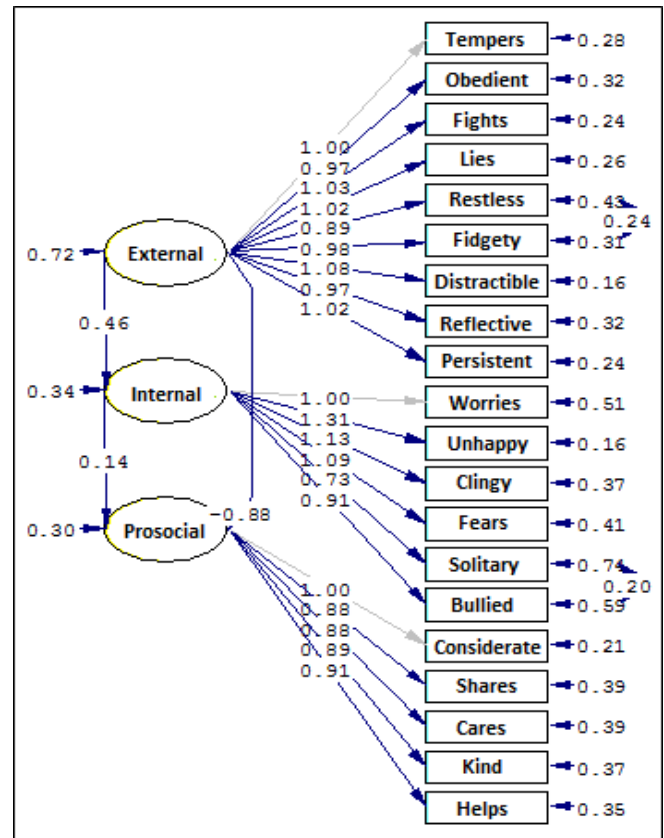 Tempers 0.28
Obedient 0.32
Fights 0.24
1.00
0.97
Lies 0.26
1.03
1.02
Restless 0.43
0.89
0.24
0.72 External
0.98
Fidgety 0.31
1.08
Distractible 0.16
0.97
1.02
Reflective 0.32
0.46
Persistent 0.24
0.34 Internal
1.00
Worries 0.51
1.31
Unhappy 0.16
1.13
0.14
1.09
Clingy 0.37
0.73
0.91
Fears 0.41
0.30 Prosocial
-0.88
Solitary 0.74
0.20
1.00
Bullied 0.59
0.88
0.88
Considerate 0.21
0.89
0.91
Shares 0.39
Cares 0.39
Kind 0.37
Helps 0.35